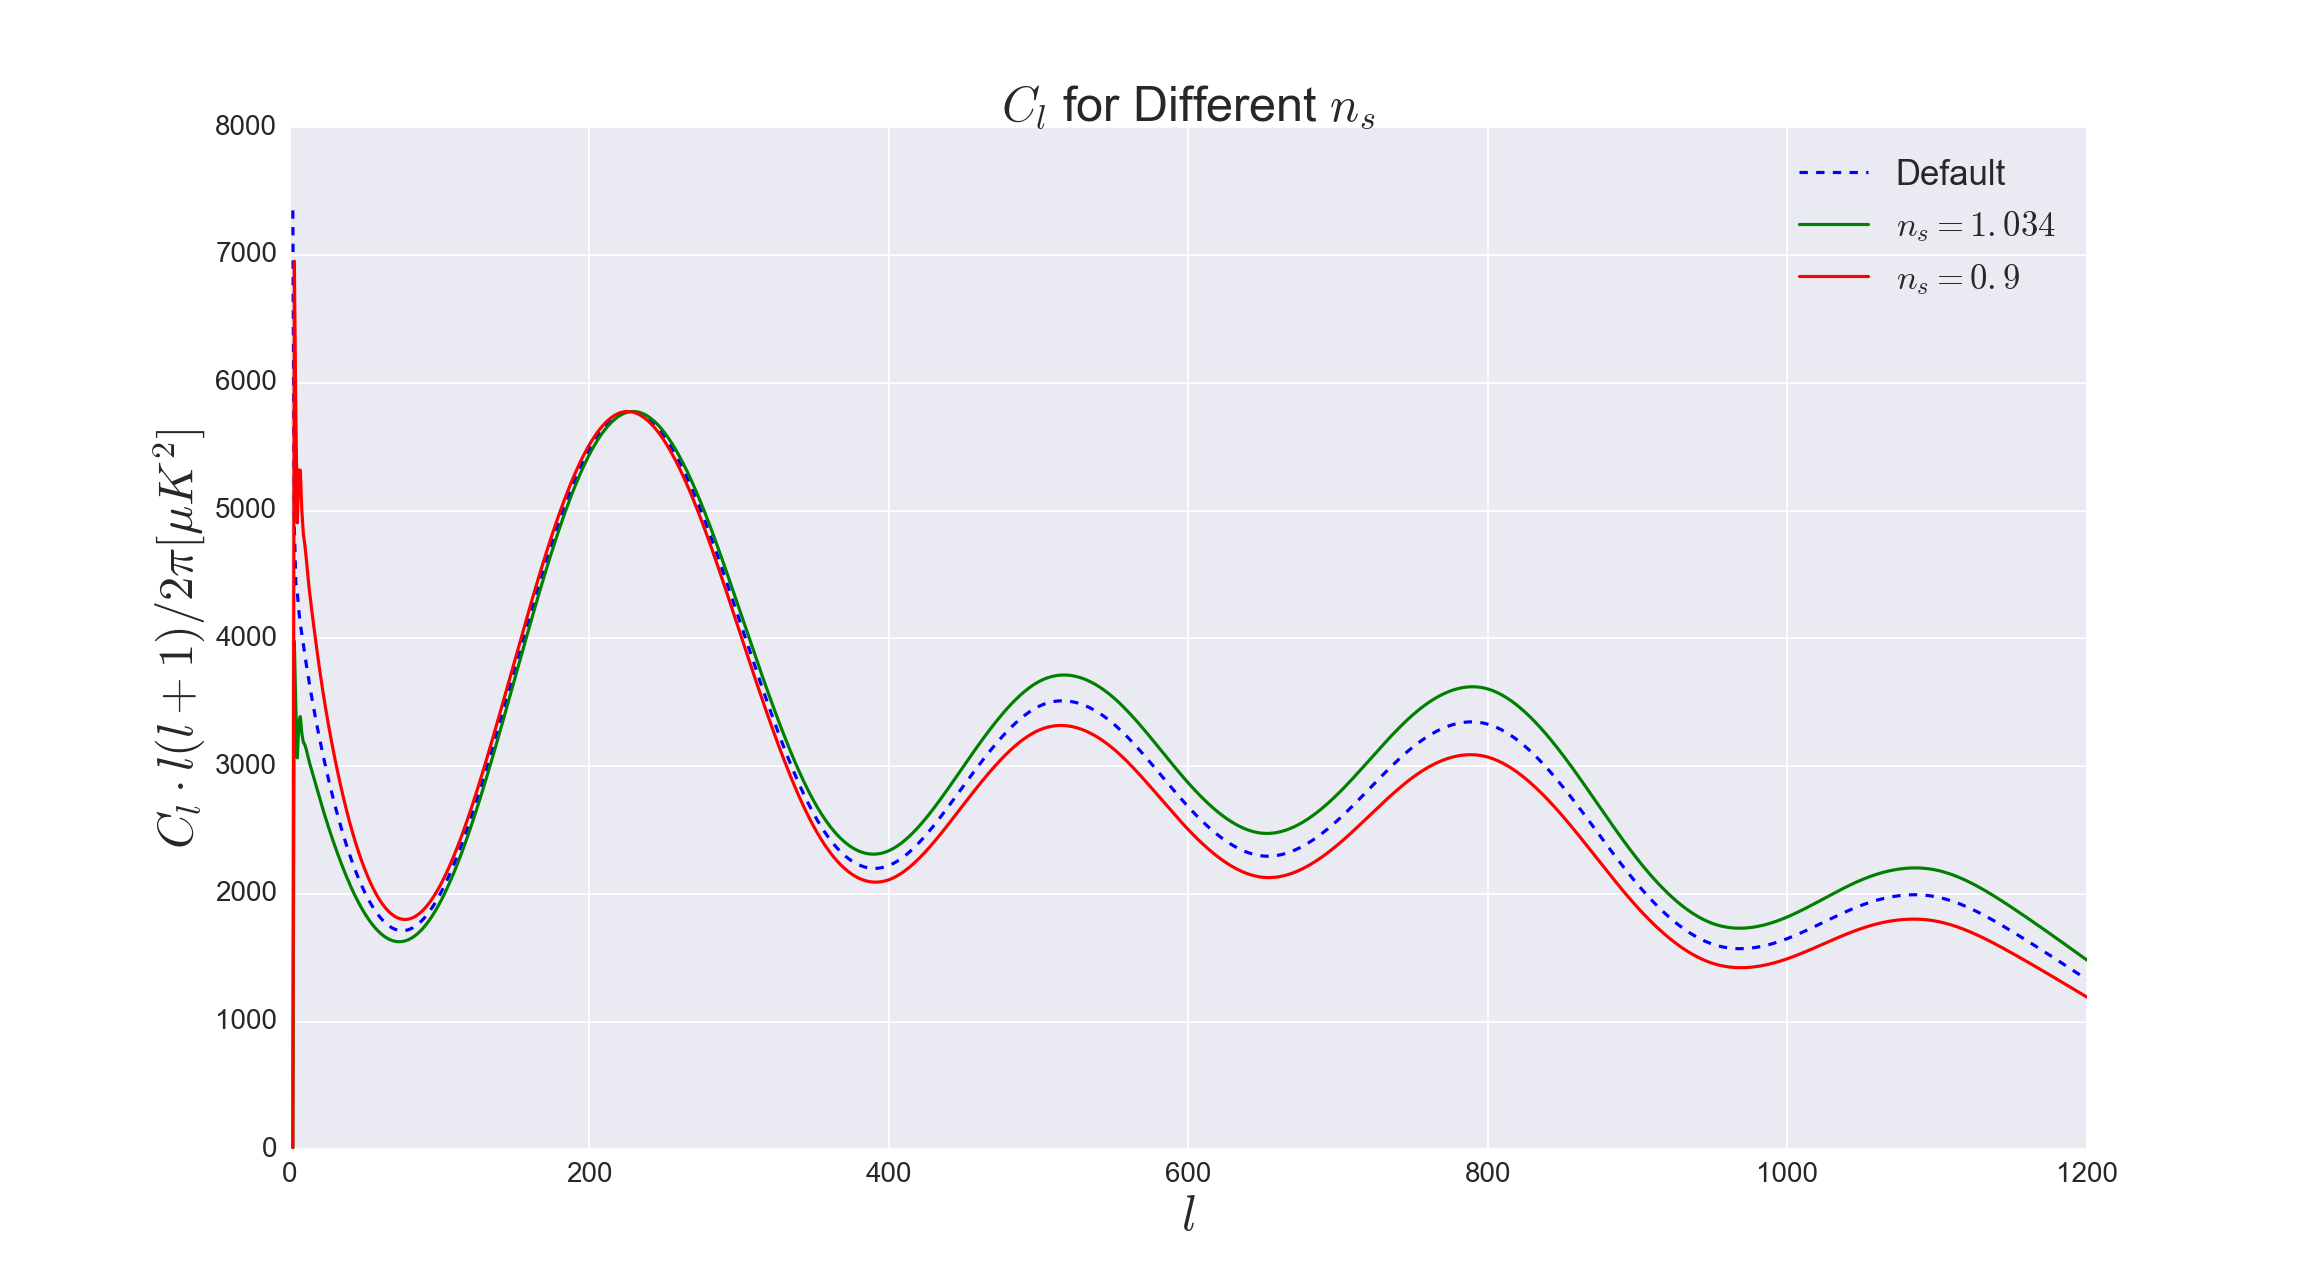 C_l for Different n_s
8000
7000
6000
5000
4000
3000
2000
1000
0
C_l · l(l + 1)/2π[μK²]
Default
n_s = 1.034
n_s = 0.9
0 200 400 600 800 1000 1200
l